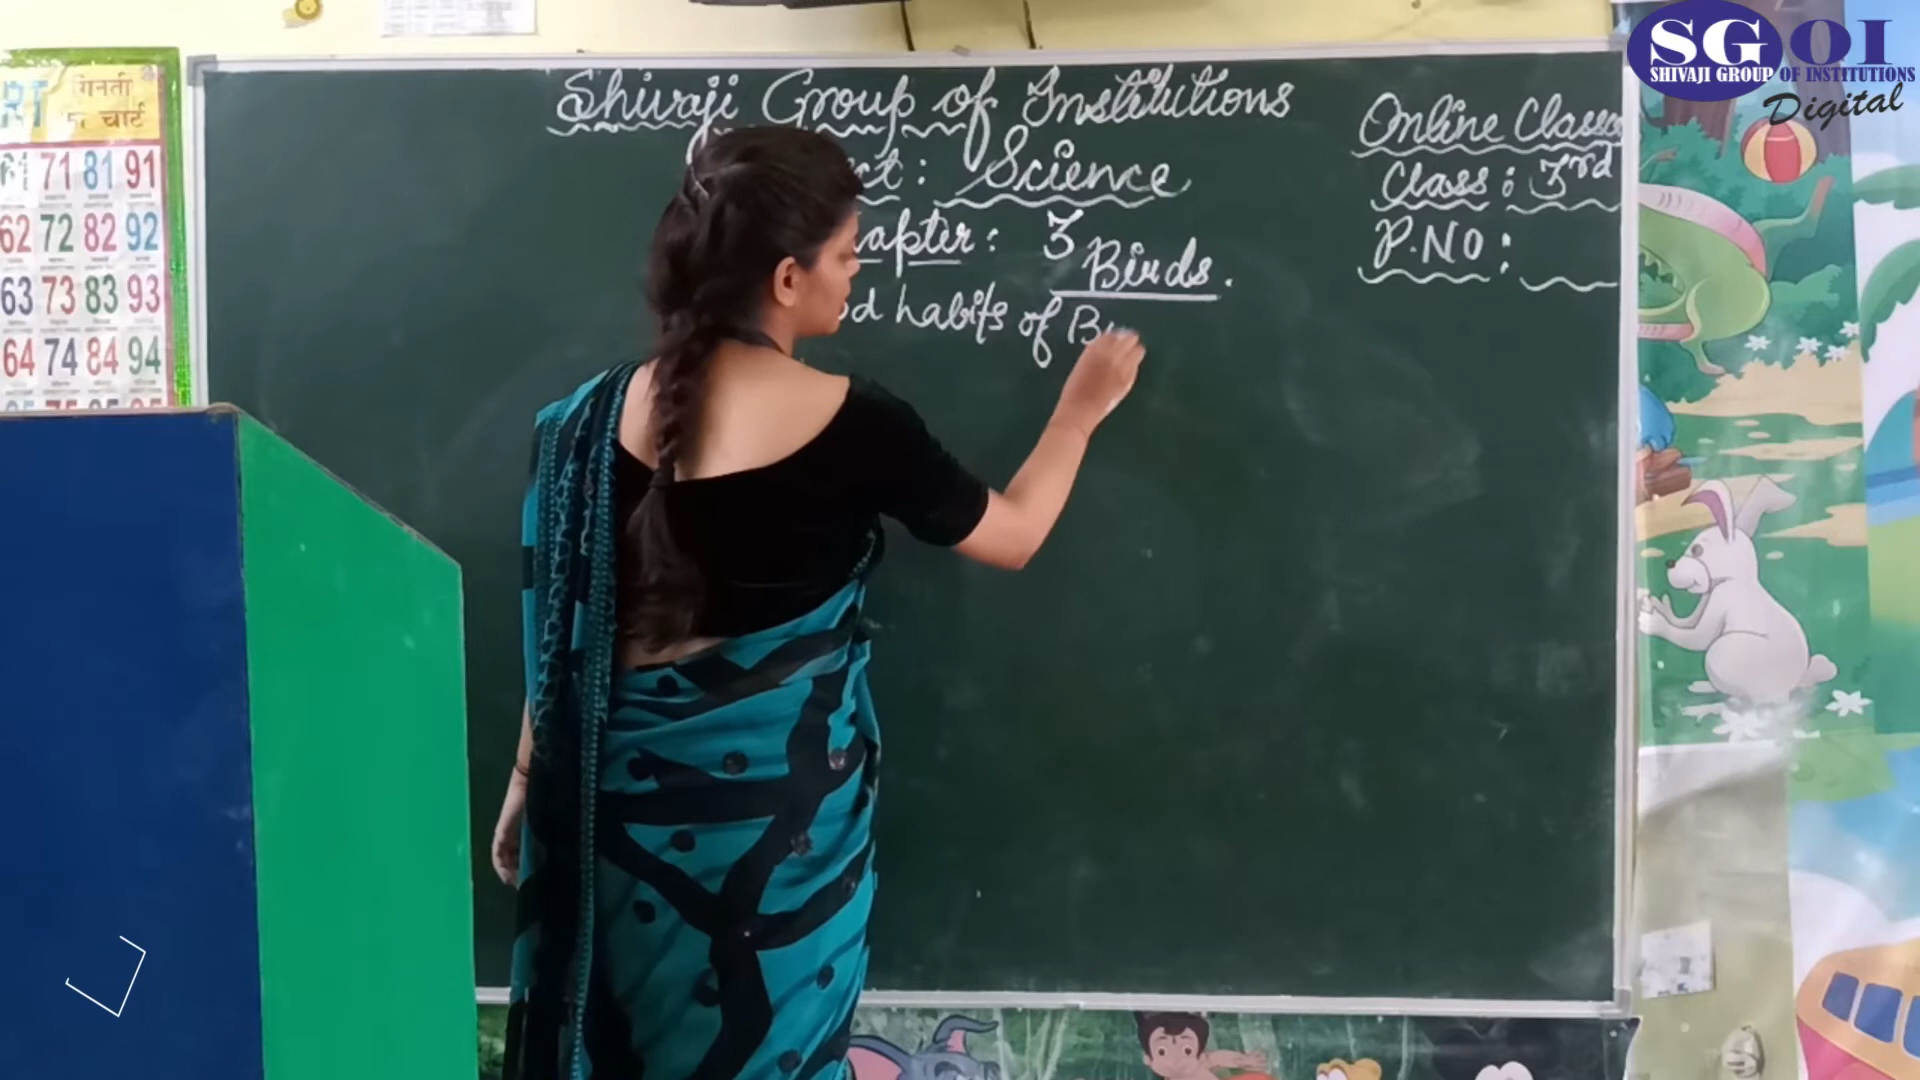 Shivaji Group of Institutions
: Science
: 3 Birds.
habits of
Online Classes
Class: 3rd
P.NO:
SGOI
SHIVAJI GROUP OF INSTITUTIONS
Digital
गिनती
चार्ट
71 81 91
62 72 82 92
63 73 83 93
64 74 84 94